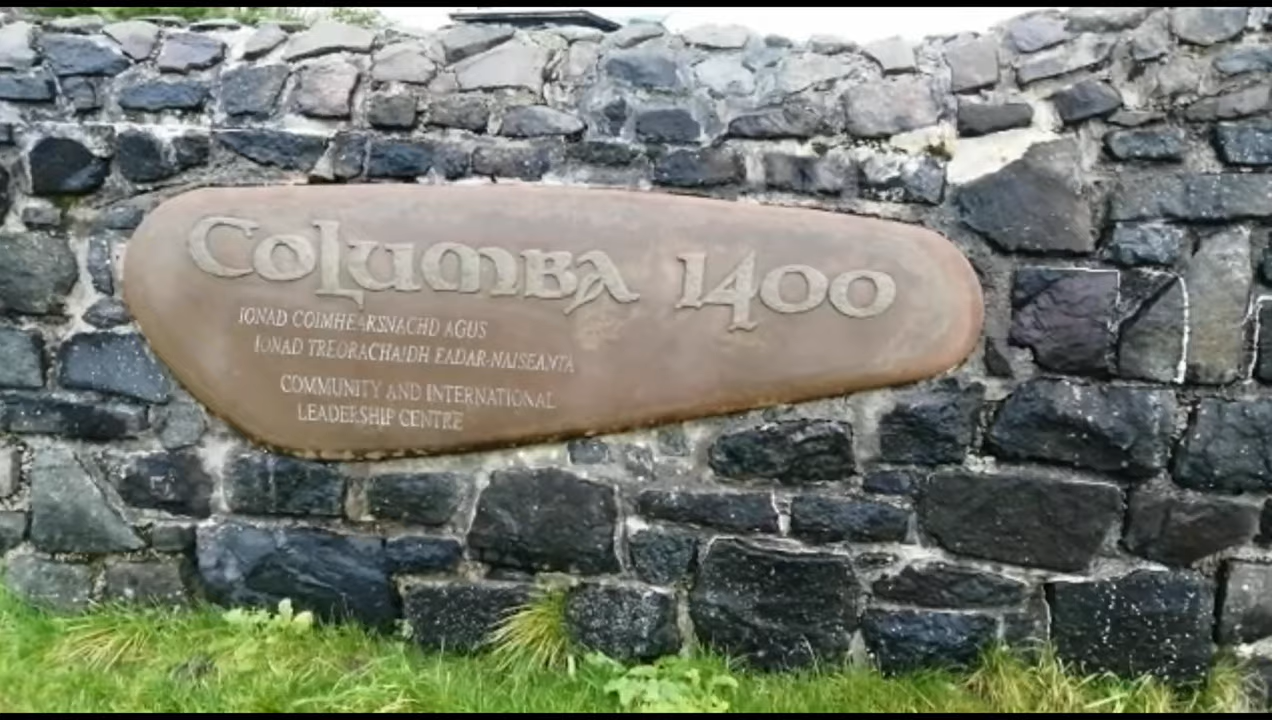 Columba 1400
IONAD COIMHEARSNACHD AGUS
IONAD TREORACHAIDH EADAR-NAISEANTA
COMMUNITY AND INTERNATIONAL
LEADERSHIP CENTRE